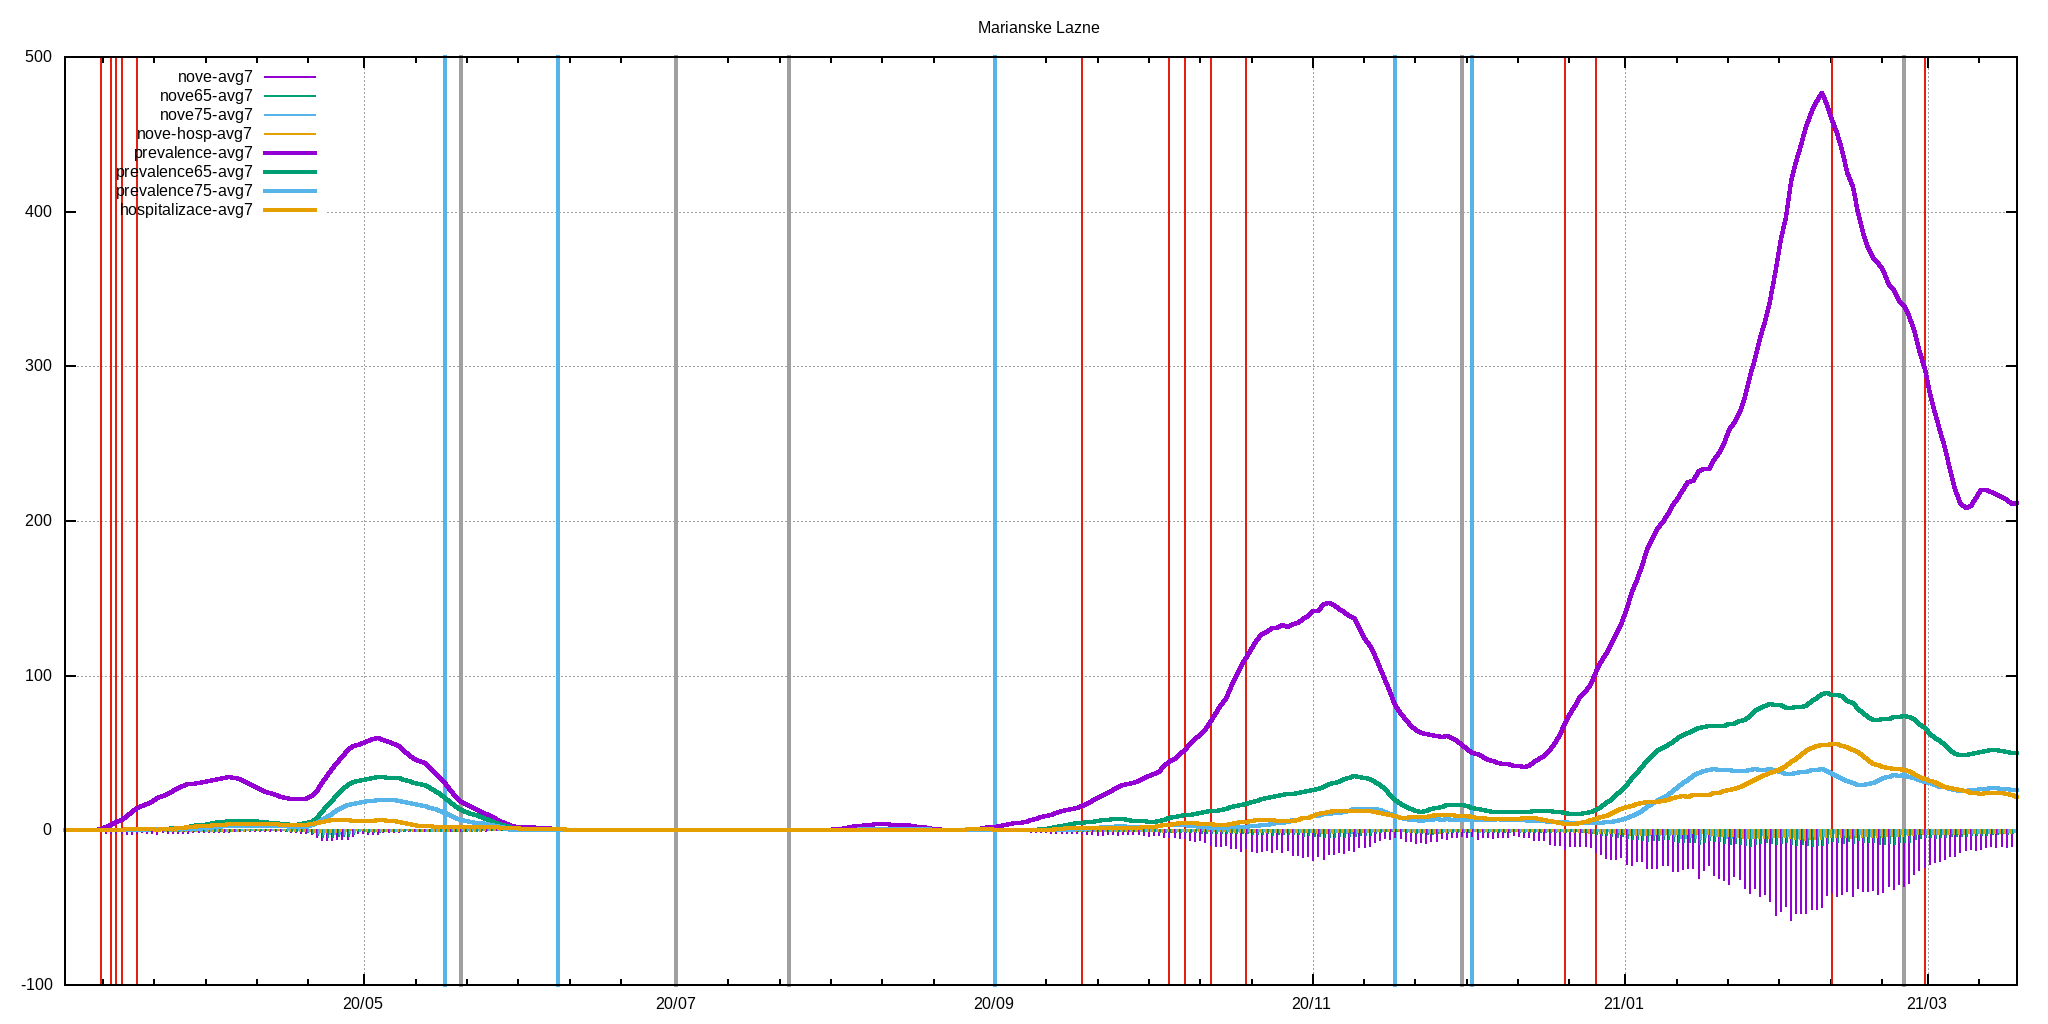 Marianske Lazne
500
400
300
200
100
0
-100
nove-avg7
nove65-avg7
nove75-avg7
nove-hosp-avg7
prevalence-avg7
prevalence65-avg7
prevalence75-avg7
hospitalizace-avg7
20/05
20/07
20/09
20/11
21/01
21/03